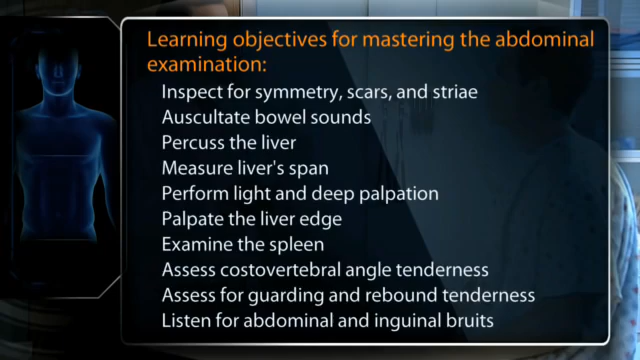 Learning objectives for mastering the abdominal
examination:
Inspect for symmetry, scars, and striae
Auscultate bowel sounds
Percuss the liver
Measure liver's span
Perform light and deep palpation
Palpate the liver edge
Examine the spleen
Assess costovertebral angle tenderness
Assess for guarding and rebound tenderness
Listen for abdominal and inguinal bruits